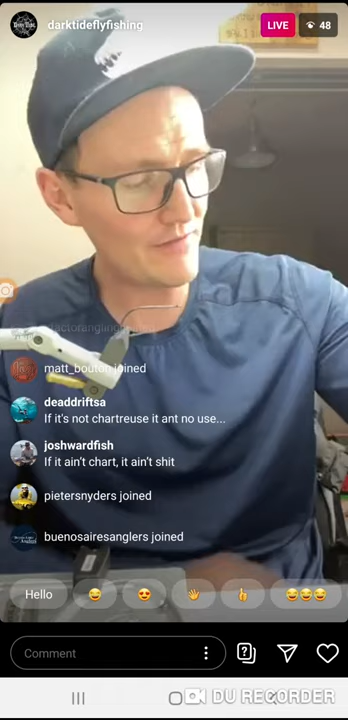 darktideflyfishing
LIVE
48
matt_bouton joined
deaddriftsa
If it's not chartreuse it ant no use...
joshwardfish
If it ain't chart, it ain't shit
pietersnyders joined
buenosairesanglers joined
Hello
Comment
DU RECORDER